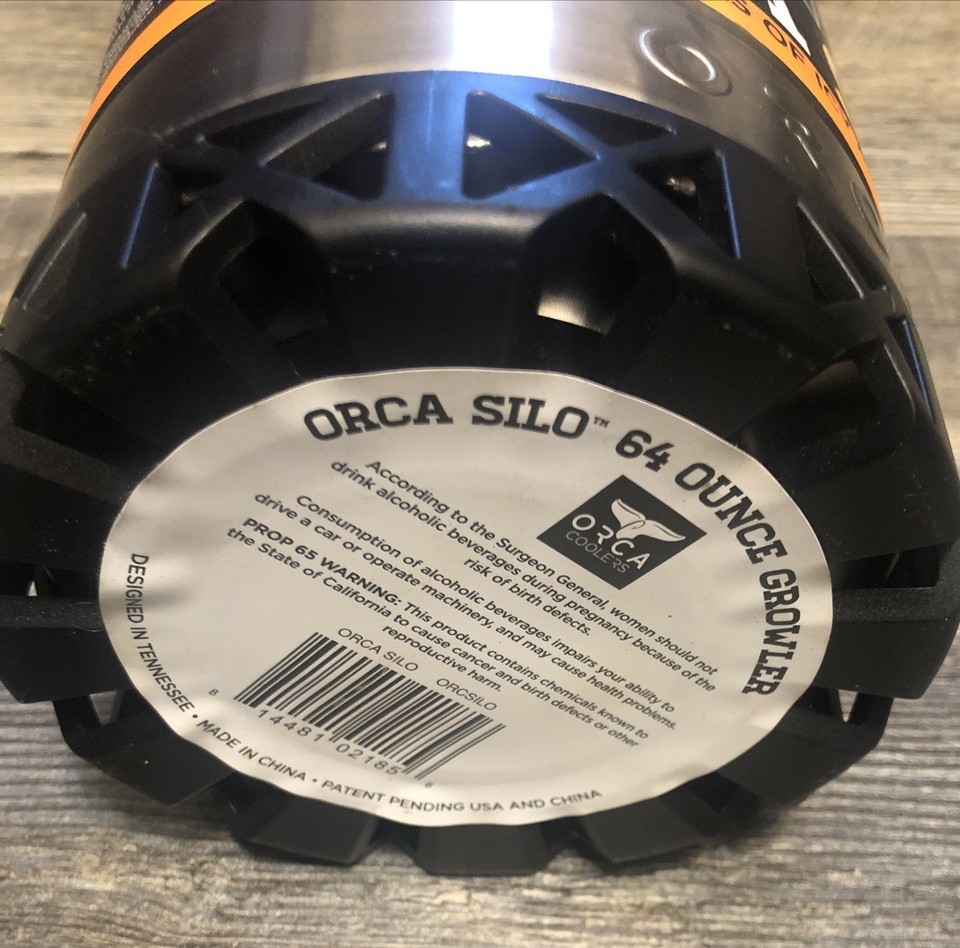 ORCA SILO™ 64 OUNCE GROWLER
ORCA
COOLERS
According to the Surgeon General, women should not
drink alcoholic beverages during pregnancy because of the
risk of birth defects.
Consumption of alcoholic beverages impairs your ability to
drive a car or operate machinery, and may cause health problems.
PROP 65 WARNING: This product contains chemicals known to
the State of California to cause cancer and birth defects or other
reproductive harm.
ORCA SILO ORCSILO
8 14481 02185 6
DESIGNED IN TENNESSEE • MADE IN CHINA • PATENT PENDING USA AND CHINA